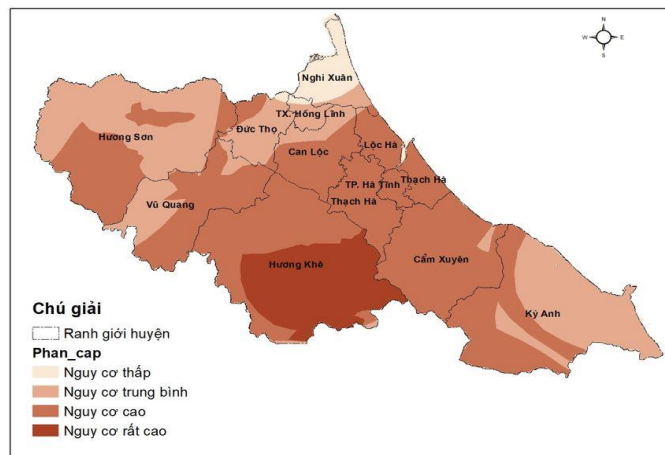 N
W E
S
Nghi Xuân
TX. Hồng Lĩnh
Đức Thọ
Hương Sơn
Can Lộc
Lộc Hà
TP. Hà Tĩnh
Thạch Hà
Thạch Hà
Vũ Quang
Hương Khê
Cẩm Xuyên
Kỳ Anh
Chú giải
Ranh giới huyện
Phan_cap
Nguy cơ thấp
Nguy cơ trung bình
Nguy cơ cao
Nguy cơ rất cao